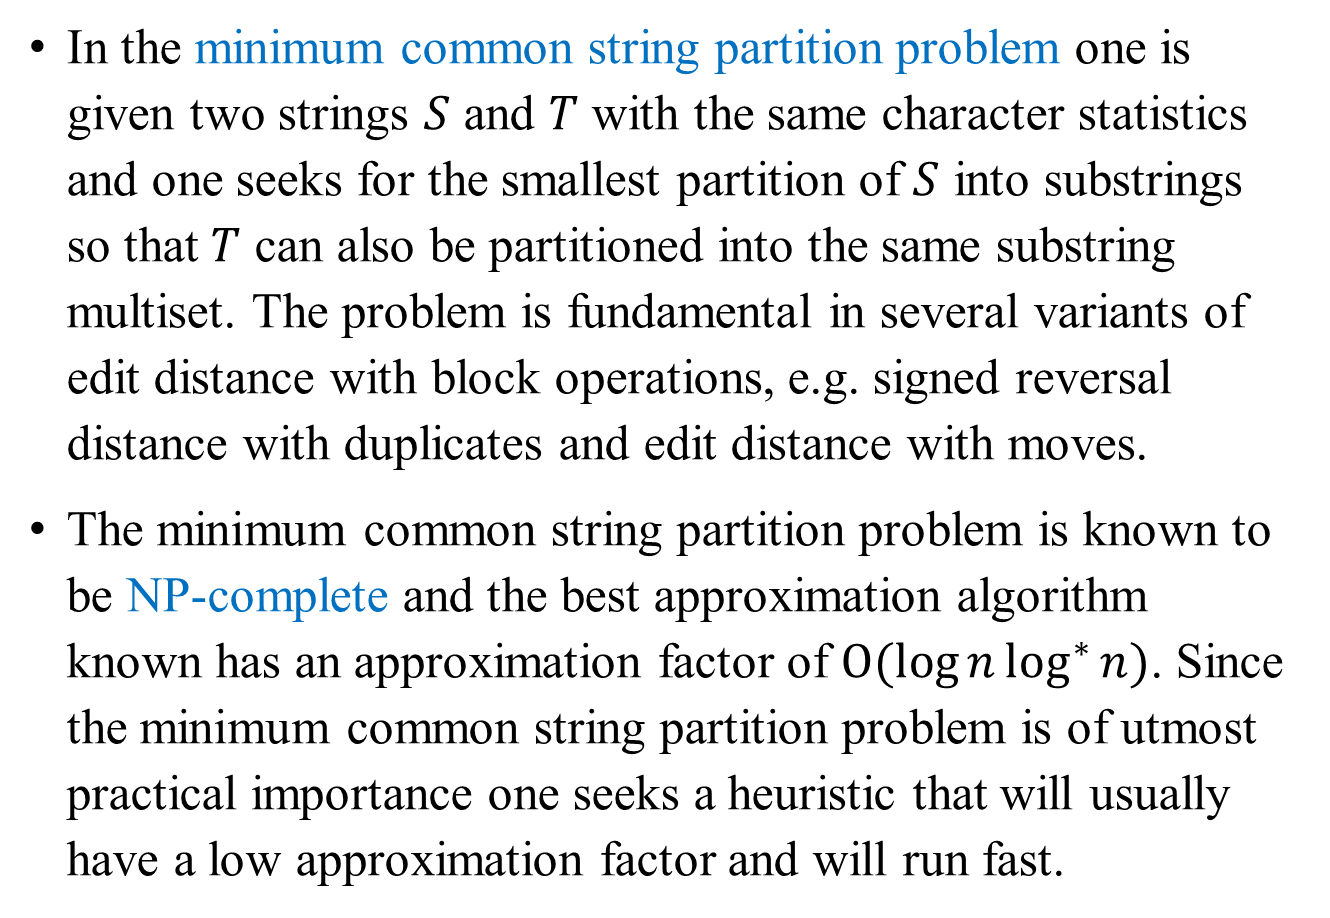 • In the minimum common string partition problem one is
given two strings S and T with the same character statistics
and one seeks for the smallest partition of S into substrings
so that T can also be partitioned into the same substring
multiset. The problem is fundamental in several variants of
edit distance with block operations, e.g. signed reversal
distance with duplicates and edit distance with moves.
• The minimum common string partition problem is known to
be NP-complete and the best approximation algorithm
known has an approximation factor of O(log n log* n). Since
the minimum common string partition problem is of utmost
practical importance one seeks a heuristic that will usually
have a low approximation factor and will run fast.